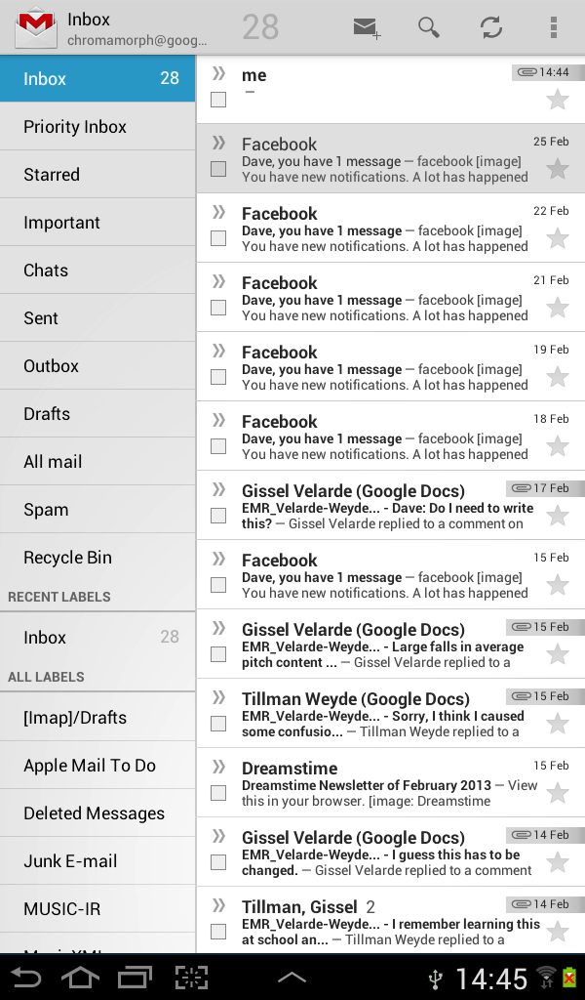 Inbox
chromamorph@goog...
28
Inbox 28
Priority Inbox
Starred
Important
Chats
Sent
Outbox
Drafts
All mail
Spam
Recycle Bin
RECENT LABELS
Inbox 28
ALL LABELS
[Imap]/Drafts
Apple Mail To Do
Deleted Messages
Junk E-mail
MUSIC-IR
me 14:44
—
Facebook 25 Feb
Dave, you have 1 message — facebook [image]
You have new notifications. A lot has happened
Facebook 22 Feb
Dave, you have 1 message — facebook [image]
You have new notifications. A lot has happened
Facebook 21 Feb
Dave, you have 1 message — facebook [image]
You have new notifications. A lot has happened
Facebook 19 Feb
Dave, you have 1 message — facebook [image]
You have new notifications. A lot has happened
Facebook 18 Feb
Dave, you have 1 message — facebook [image]
You have new notifications. A lot has happened
Gissel Velarde (Google Docs) 17 Feb
EMR_Velarde-Weyde... - Dave: Do I need to write
this? — Gissel Velarde replied to a comment on
Facebook 15 Feb
Dave, you have 1 message — facebook [image]
You have new notifications. A lot has happened
Gissel Velarde (Google Docs) 15 Feb
EMR_Velarde-Weyde... - Large falls in average
pitch content ... — Gissel Velarde replied to a
Tillman Weyde (Google Docs) 15 Feb
EMR_Velarde-Weyde... - Sorry, I think I caused
some confusio... — Tillman Weyde replied to a
Dreamstime 15 Feb
Dreamstime Newsletter of February 2013 — View
this in your browser. [image: Dreamstime
Gissel Velarde (Google Docs) 14 Feb
EMR_Velarde-Weyde... - I guess this has to be
changed. — Gissel Velarde replied to a comment
Tillman, Gissel 2 14 Feb
EMR_Velarde-Weyde... - I remember learning this
at school an... — Tillman Weyde replied to a
14:45